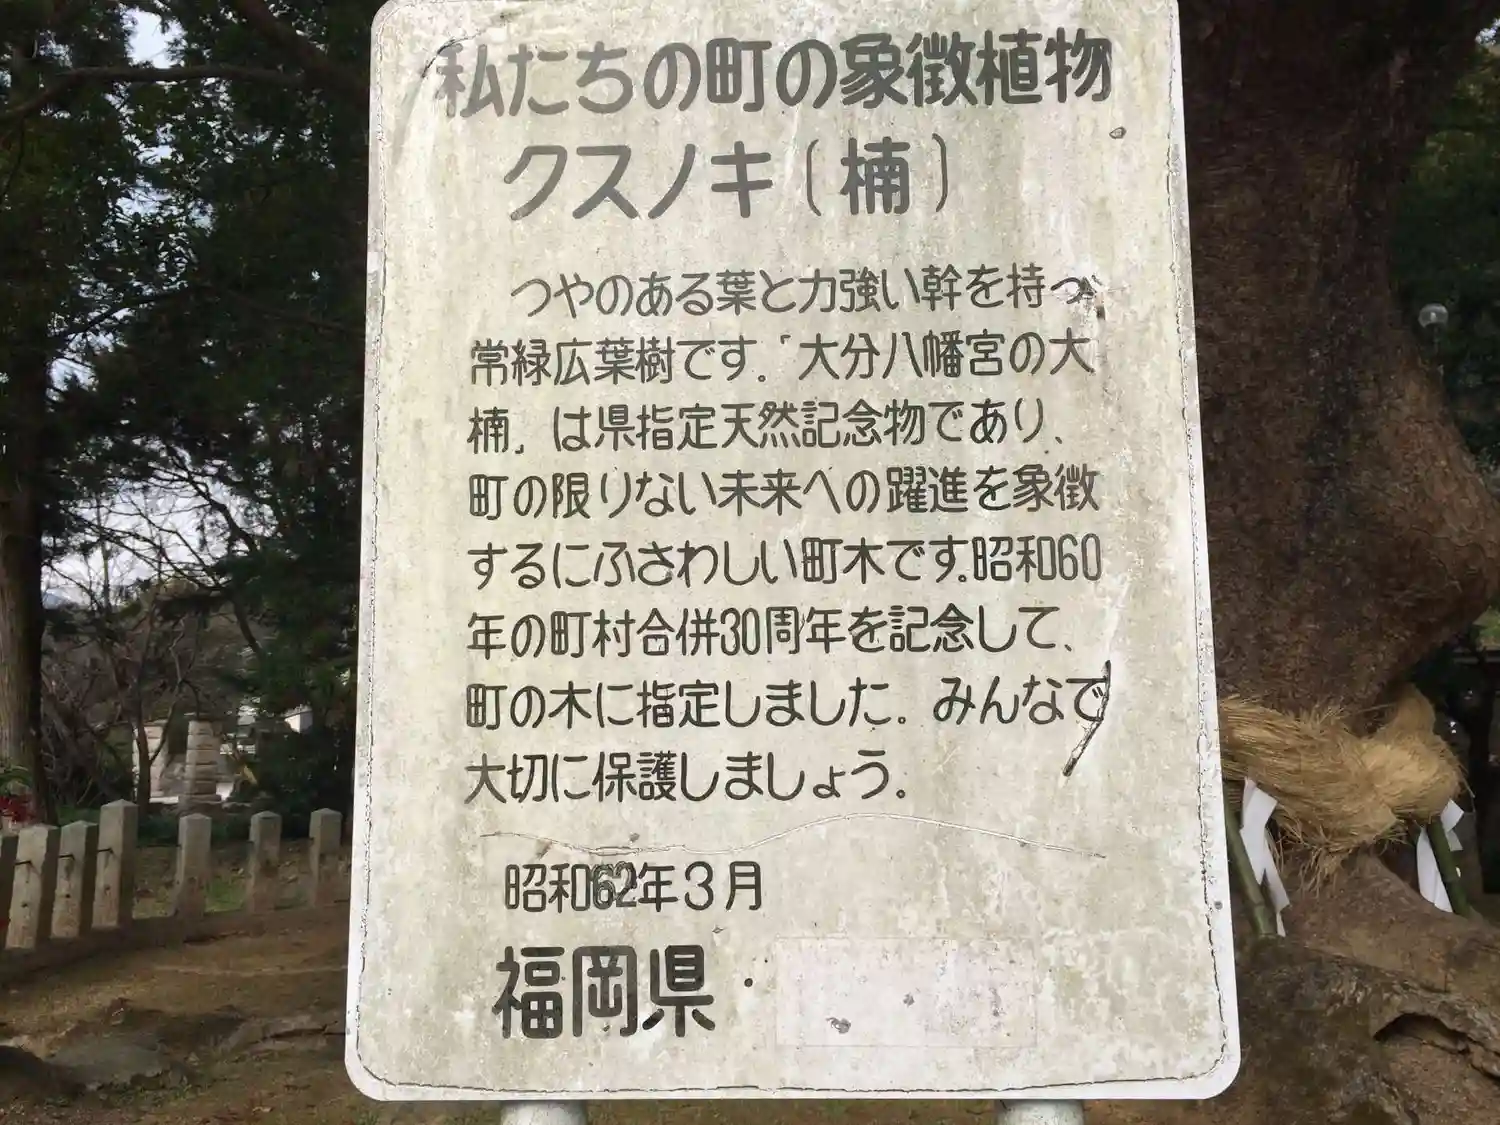 私たちの町の象徴植物
クスノキ(楠)
つやのある葉と力強い幹を持つ
常緑広葉樹です。「大分八幡宮の大
楠」は県指定天然記念物であり、
町の限りない未来への躍進を象徴
するにふさわしい町木です。昭和60
年の町村合併30周年を記念して、
町の木に指定しました。みんなで
大切に保護しましょう。
昭和62年3月
福岡県・